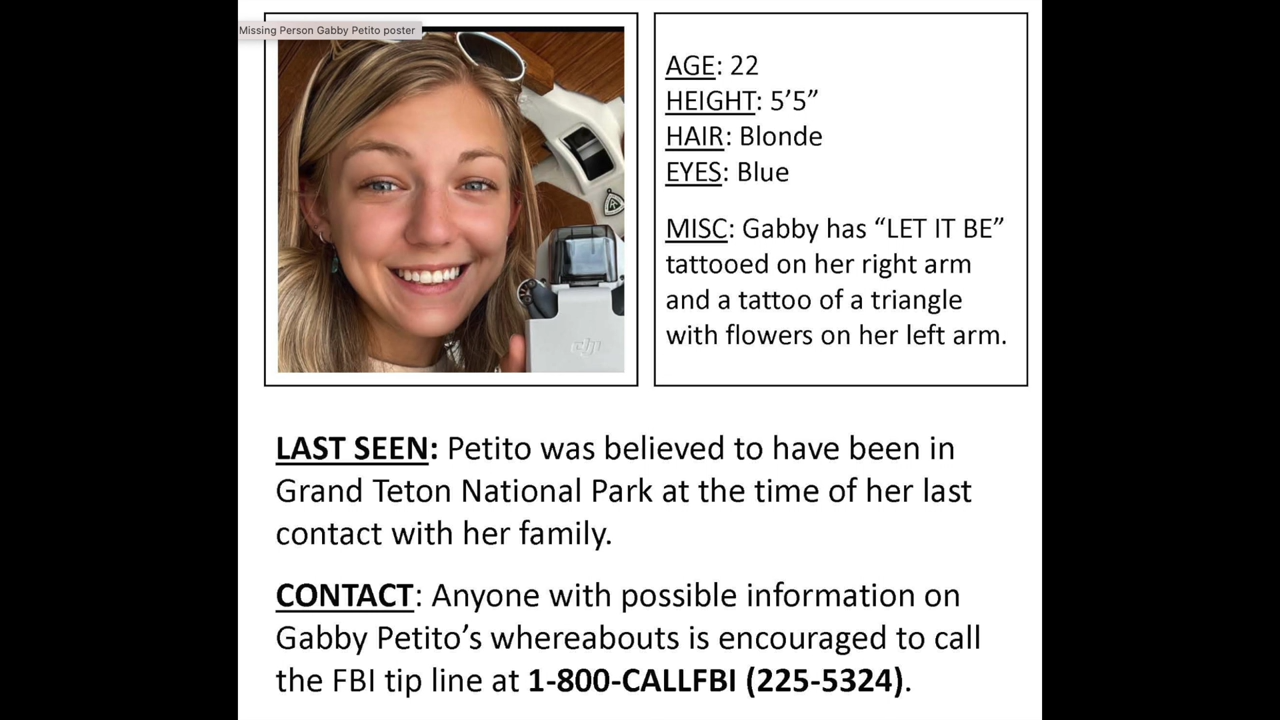 Missing Person Gabby Petito poster
dji
AGE: 22
HEIGHT: 5’5”
HAIR: Blonde
EYES: Blue
MISC: Gabby has “LET IT BE”
tattooed on her right arm
and a tattoo of a triangle
with flowers on her left arm.
LAST SEEN: Petito was believed to have been in
Grand Teton National Park at the time of her last
contact with her family.
CONTACT: Anyone with possible information on
Gabby Petito’s whereabouts is encouraged to call
the FBI tip line at 1-800-CALLFBI (225-5324).